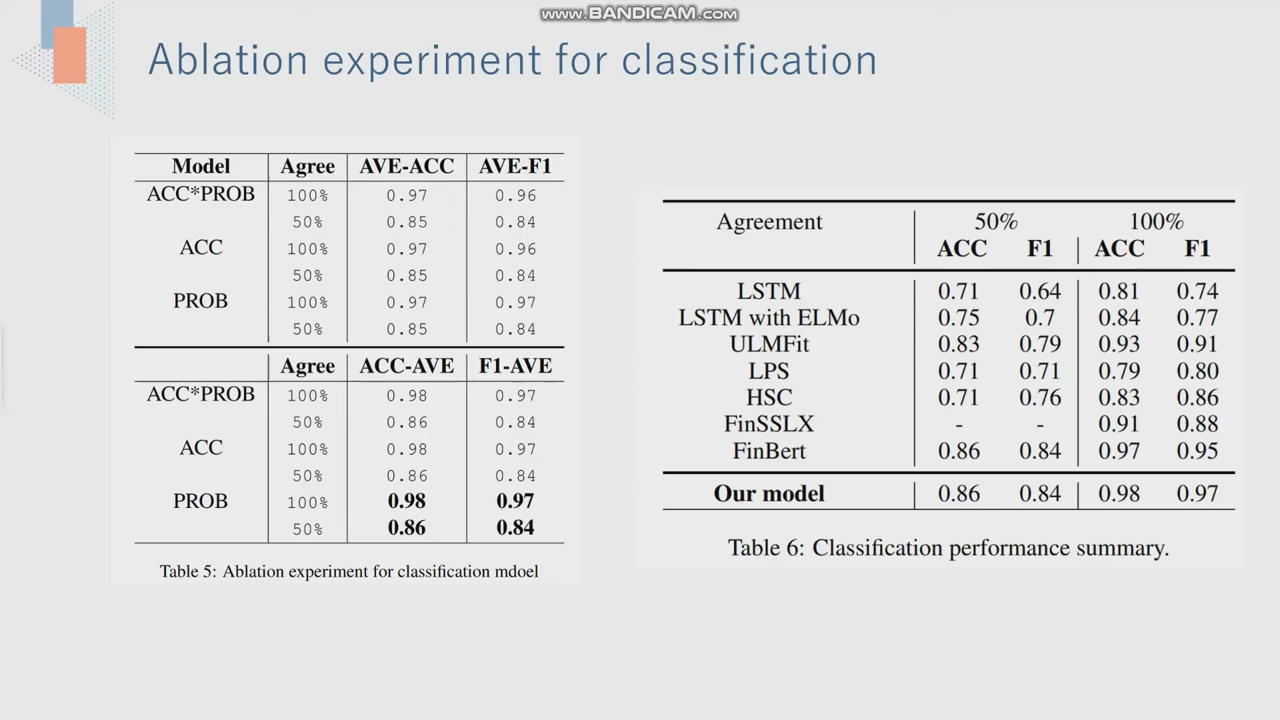 www.BANDICAM.com
Ablation experiment for classification
Model Agree AVE-ACC AVE-F1
ACC*PROB 100% 0.97 0.96
50% 0.85 0.84
ACC 100% 0.97 0.96
50% 0.85 0.84
PROB 100% 0.97 0.97
50% 0.85 0.84
Agree ACC-AVE F1-AVE
ACC*PROB 100% 0.98 0.97
50% 0.86 0.84
ACC 100% 0.98 0.97
50% 0.86 0.84
PROB 100% 0.98 0.97
50% 0.86 0.84
Table 5: Ablation experiment for classification mdoel
Agreement 50% 100%
ACC F1 ACC F1
LSTM 0.71 0.64 0.81 0.74
LSTM with ELMo 0.75 0.7 0.84 0.77
ULMFit 0.83 0.79 0.93 0.91
LPS 0.71 0.71 0.79 0.80
HSC 0.71 0.76 0.83 0.86
FinSSLX - - 0.91 0.88
FinBert 0.86 0.84 0.97 0.95
Our model 0.86 0.84 0.98 0.97
Table 6: Classification performance summary.